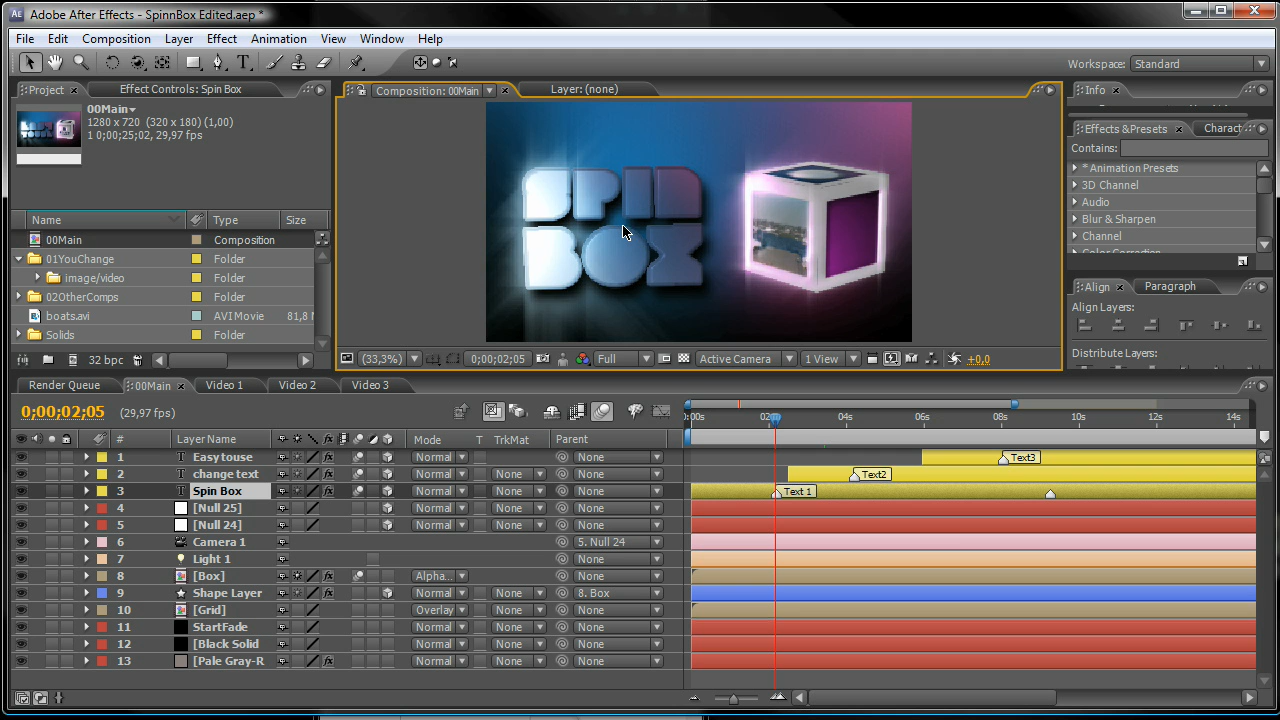 Adobe After Effects - SpinnBox Edited.aep *
File Edit Composition Layer Effect Animation View Window Help
Workspace: Standard
Project Effect Controls: Spin Box
Composition: 00Main Layer: (none)
Info
00Main
1280 x 720 (320 x 180) (1,00)
1 0;00;25;02, 29,97 fps
Effects & Presets Charact
Contains:
* Animation Presets
3D Channel
Audio
Blur & Sharpen
Channel
Color Correction
SPIN
BOX
Name Type Size
00Main Composition
01YouChange Folder
image/video Folder
02OtherComps Folder
boats.avi AVI Movie 81,8
Solids Folder
32 bpc
Align Paragraph
Align Layers:
Distribute Layers:
(33,3%) 0;00;02;05 Full Active Camera 1 View +0,0
Render Queue 00Main Video 1 Video 2 Video 3
0;00;02;05 (29,97 fps)
:00s 02s 04s 06s 08s 10s 12s 14s
# Layer Name Mode T TrkMat Parent
1 Easy to use Normal None Text3
2 change text Normal None None Text2
3 Spin Box Normal None None Text 1
4 [Null 25] Normal None None
5 [Null 24] Normal None None
6 Camera 1 5. Null 24
7 Light 1 None
8 [Box] Alpha... None
9 Shape Layer Normal None 8. Box
10 [Grid] Overlay None None
11 StartFade Normal None None
12 [Black Solid Normal None None
13 [Pale Gray-R Normal None None